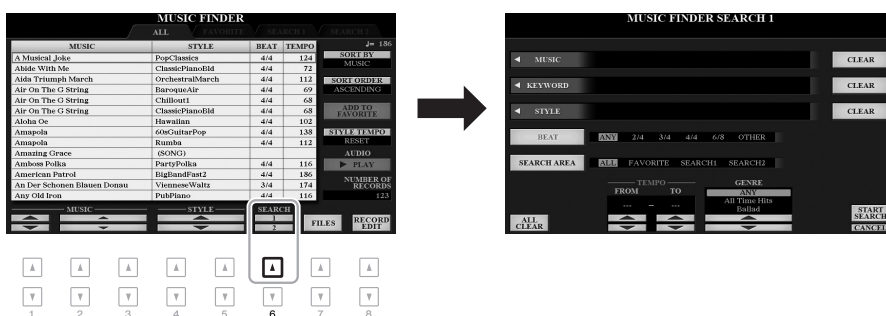 MUSIC FINDER
ALL FAVORITE SEARCH 1 SEARCH 2
MUSIC STYLE BEAT TEMPO ♩= 186
A Musical Joke PopClassics 4/4 124
Abide With Me ClassicPianoBld 4/4 72
Aida Triumph March OrchestralMarch 4/4 112
Air On The G String BaroqueAir 4/4 69
Air On The G String Chillout1 4/4 68
Air On The G String ClassicPianoBld 4/4 68
Aloha Oe Hawaiian 4/4 102
Amapola 60sGuitarPop 4/4 138
Amapola Rumba 4/4 112
Amazing Grace (SONG)
Amboss Polka PartyPolka 4/4 116
American Patrol BigBandFast2 4/4 186
An Der Schonen Blauen Donau VienneseWaltz 3/4 174
Any Old Iron PubPiano 4/4 116
SORT BY
MUSIC
SORT ORDER
ASCENDING
ADD TO
FAVORITE
STYLE TEMPO
RESET
AUDIO
PLAY
NUMBER OF
RECORDS
123
MUSIC STYLE SEARCH
1
2
FILES
RECORD
EDIT
1 2 3 4 5 6 7 8
MUSIC FINDER SEARCH 1
MUSIC CLEAR
KEYWORD CLEAR
STYLE CLEAR
BEAT ANY 2/4 3/4 4/4 6/8 OTHER
SEARCH AREA ALL FAVORITE SEARCH1 SEARCH2
TEMPO GENRE
FROM TO
--- – ---
ANY
All Time Hits
Ballad
ALL
CLEAR
START
SEARCH
CANCEL